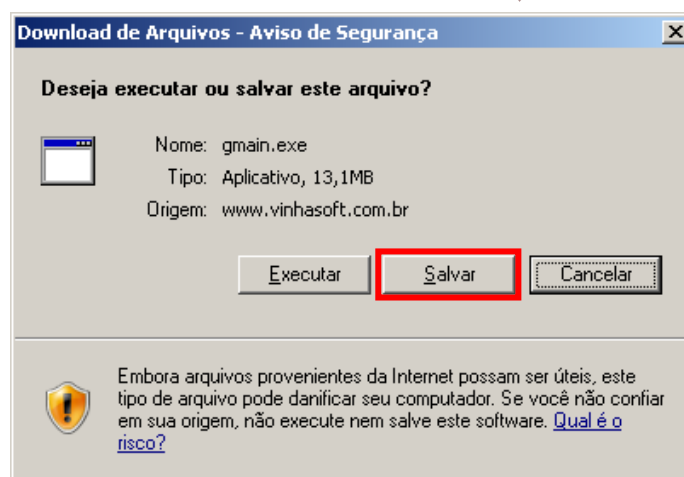 Download de Arquivos - Aviso de Segurança
Deseja executar ou salvar este arquivo?
Nome: gmain.exe
Tipo: Aplicativo, 13,1MB
Origem: www.vinhasoft.com.br
Executar Salvar Cancelar
Embora arquivos provenientes da Internet possam ser úteis, este
tipo de arquivo pode danificar seu computador. Se você não confiar
em sua origem, não execute nem salve este software. Qual é o
risco?